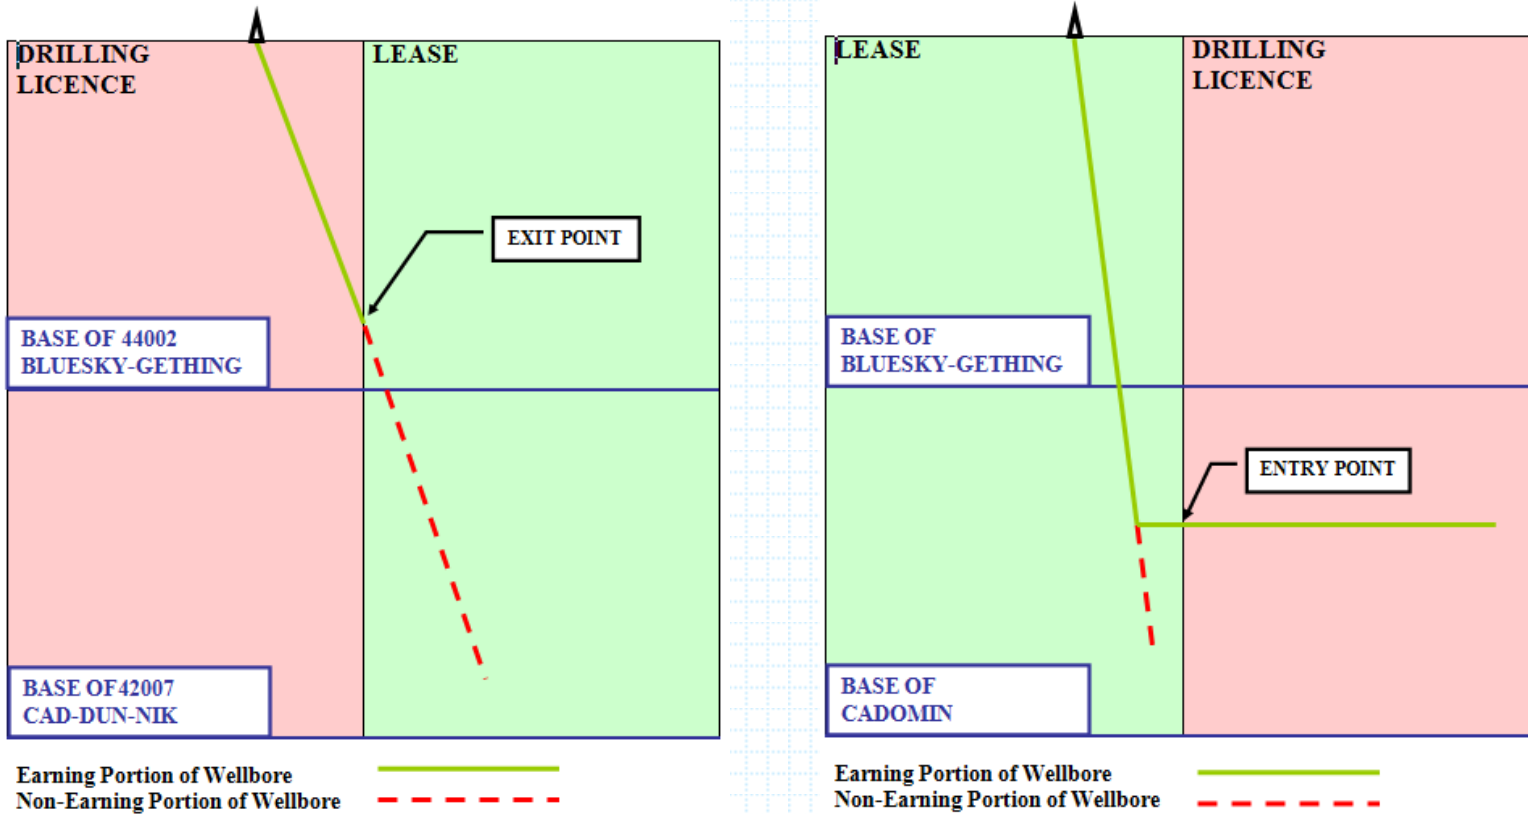 DRILLING
LICENCE
LEASE
EXIT POINT
BASE OF 44002
BLUESKY-GETHING
BASE OF42007
CAD-DUN-NIK
Earning Portion of Wellbore
Non-Earning Portion of Wellbore
LEASE
DRILLING
LICENCE
BASE OF
BLUESKY-GETHING
ENTRY POINT
BASE OF
CADOMIN
Earning Portion of Wellbore
Non-Earning Portion of Wellbore